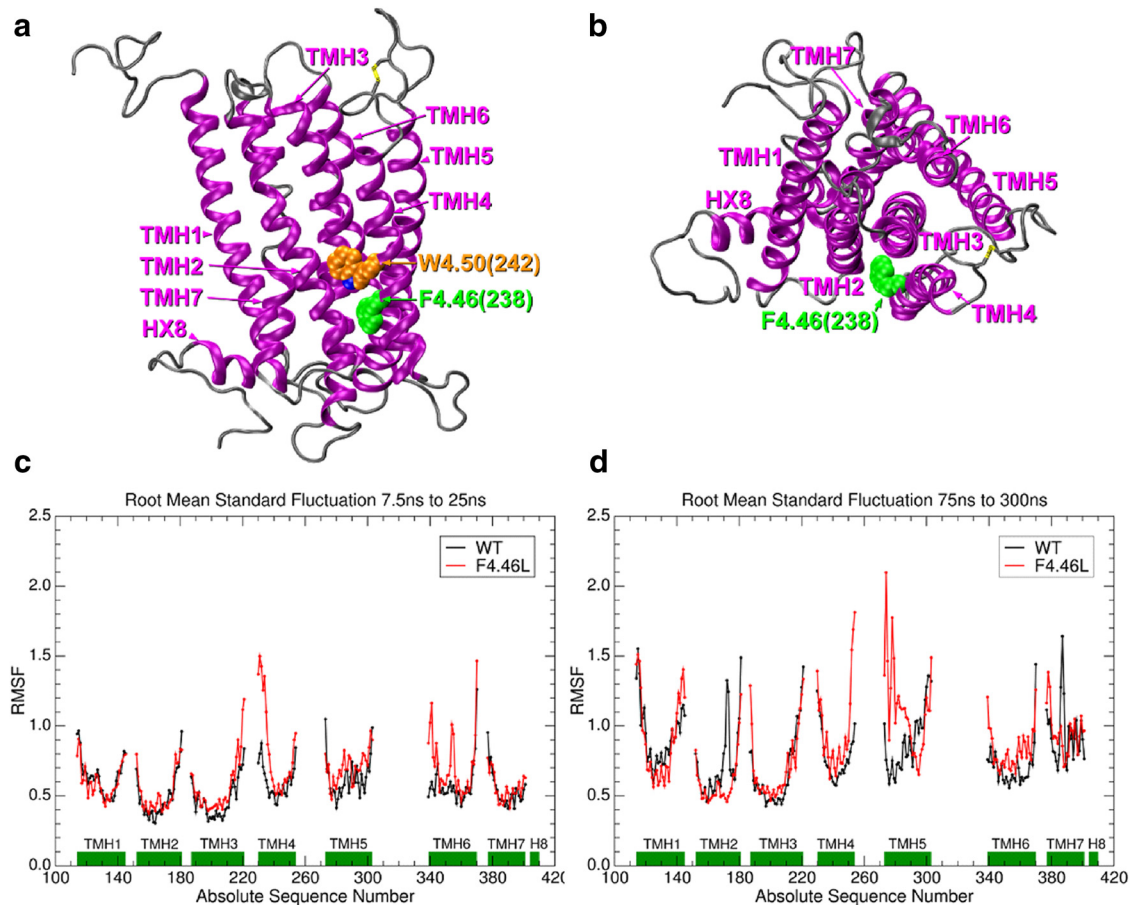 a
TMH3
TMH6
TMH5
TMH4
TMH1
TMH2
W4.50(242)
TMH7
F4.46(238)
HX8
b
TMH7
TMH6
TMH1
TMH5
HX8
TMH3
TMH2
F4.46(238)
TMH4
c
Root Mean Standard Fluctuation 7.5ns to 25ns
2.5
2.0
1.5
1.0
0.5
0.0
RMSF
WT
F4.46L
TMH1 TMH2 TMH3 TMH4 TMH5 TMH6 TMH7 H8
100 140 180 220 260 300 340 380 420
Absolute Sequence Number
d
Root Mean Standard Fluctuation 75ns to 300ns
2.5
2.0
1.5
1.0
0.5
0.0
RMSF
WT
F4.46L
TMH1 TMH2 TMH3 TMH4 TMH5 TMH6 TMH7 H8
100 140 180 220 260 300 340 380 420
Absolute Sequence Number